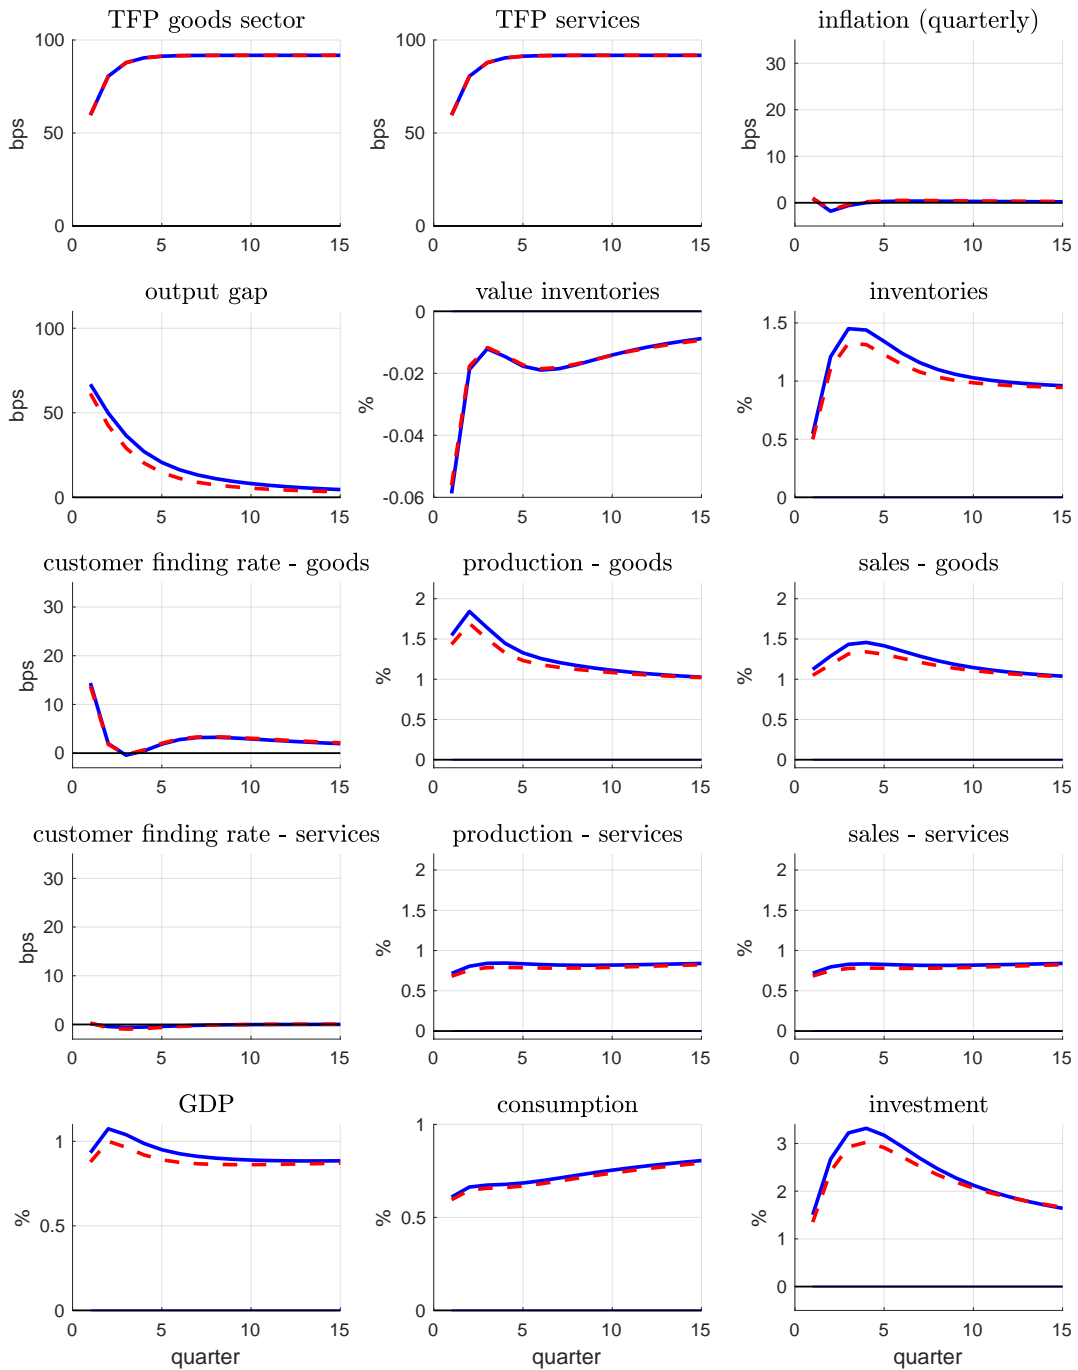 TFP goods sector
TFP services
inflation (quarterly)
100
50
0
bps
0 5 10 15
100
50
0
bps
0 5 10 15
30
20
10
0
bps
0 5 10 15
output gap
value inventories
inventories
100
50
0
bps
0 5 10 15
0
-0.02
-0.04
-0.06
%
0 5 10 15
1.5
1
0.5
0
%
0 5 10 15
customer finding rate - goods
production - goods
sales - goods
30
20
10
0
bps
0 5 10 15
2
1.5
1
0.5
0
%
0 5 10 15
2
1.5
1
0.5
0
%
0 5 10 15
customer finding rate - services
production - services
sales - services
30
20
10
0
bps
0 5 10 15
2
1.5
1
0.5
0
%
0 5 10 15
2
1.5
1
0.5
0
%
0 5 10 15
GDP
consumption
investment
1
0.5
0
%
0 5 10 15
quarter
1
0.5
0
%
0 5 10 15
quarter
3
2
1
0
%
0 5 10 15
quarter